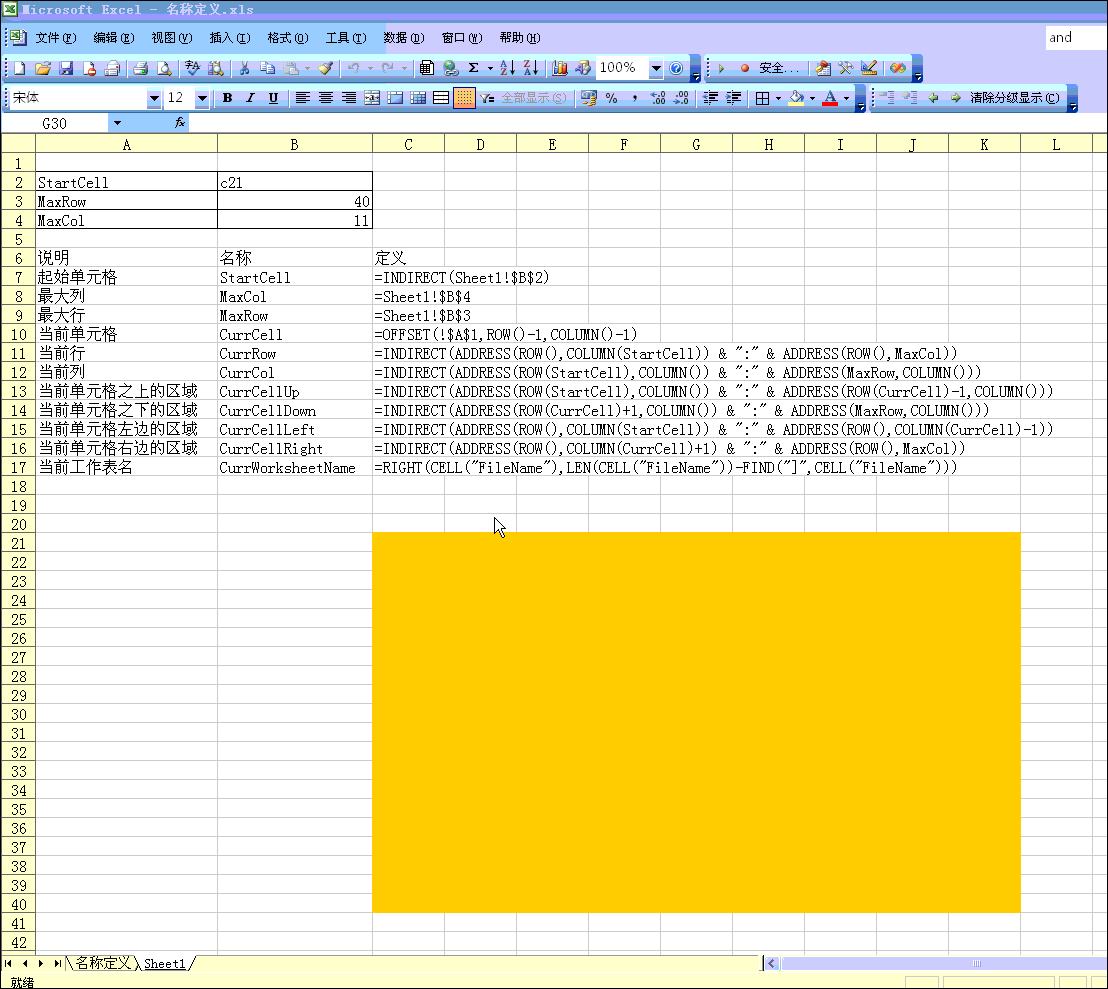 Microsoft Excel - 名称定义.xls
文件(F) 编辑(E) 视图(V) 插入(I) 格式(O) 工具(T) 数据(D) 窗口(W) 帮助(H) and
Σ 100% 安全...
宋体 12 B I U 全部显示(S) % , A 清除分级显示(C)
G30 fx
A B C D E F G H I J K L
1
2 StartCell c21
3 MaxRow 40
4 MaxCol 11
5
6 说明 名称 定义
7 起始单元格 StartCell =INDIRECT(Sheet1!$B$2)
8 最大列 MaxCol =Sheet1!$B$4
9 最大行 MaxRow =Sheet1!$B$3
10 当前单元格 CurrCell =OFFSET(!$A$1,ROW()-1,COLUMN()-1)
11 当前行 CurrRow =INDIRECT(ADDRESS(ROW(),COLUMN(StartCell)) & ":" & ADDRESS(ROW(),MaxCol))
12 当前列 CurrCol =INDIRECT(ADDRESS(ROW(StartCell),COLUMN()) & ":" & ADDRESS(MaxRow,COLUMN()))
13 当前单元格之上的区域 CurrCellUp =INDIRECT(ADDRESS(ROW(StartCell),COLUMN()) & ":" & ADDRESS(ROW(CurrCell)-1,COLUMN()))
14 当前单元格之下的区域 CurrCellDown =INDIRECT(ADDRESS(ROW(CurrCell)+1,COLUMN()) & ":" & ADDRESS(MaxRow,COLUMN()))
15 当前单元格左边的区域 CurrCellLeft =INDIRECT(ADDRESS(ROW(),COLUMN(StartCell)) & ":" & ADDRESS(ROW(),COLUMN(CurrCell)-1))
16 当前单元格右边的区域 CurrCellRight =INDIRECT(ADDRESS(ROW(),COLUMN(CurrCell)+1) & ":" & ADDRESS(ROW(),MaxCol))
17 当前工作表名 CurrWorksheetName =RIGHT(CELL("FileName"),LEN(CELL("FileName"))-FIND("]",CELL("FileName")))
18
19
20
21
22
23
24
25
26
27
28
29
30
31
32
33
34
35
36
37
38
39
40
41
42
名称定义 Sheet1
就绪